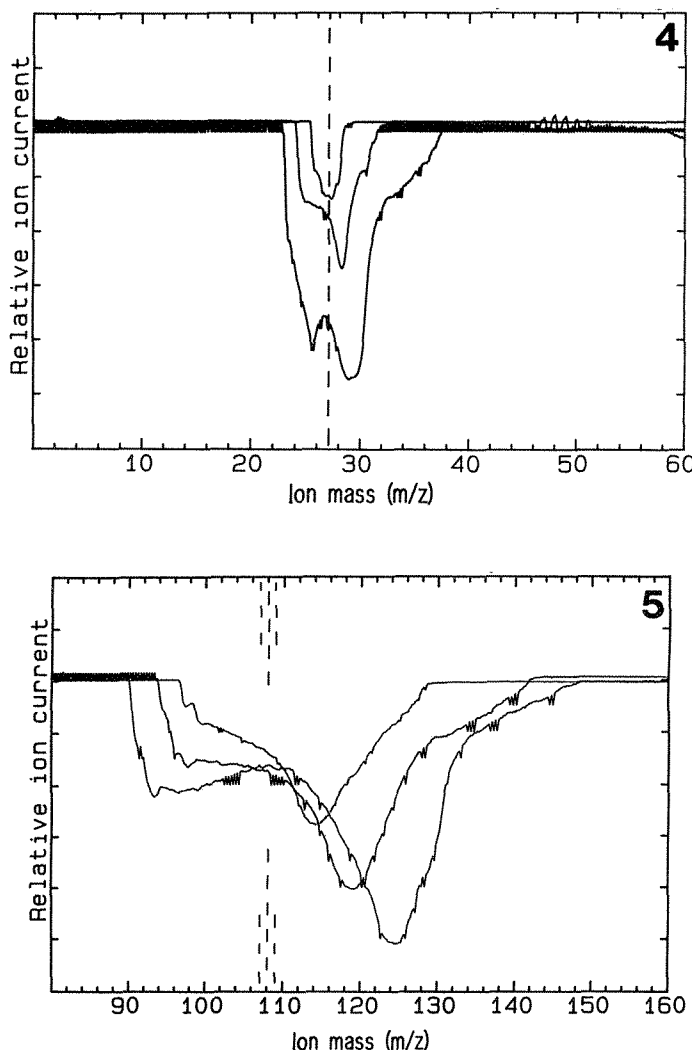 4
Relative ion current
10 20 30 40 50 60
Ion mass (m/z)
5
Relative ion current
90 100 110 120 130 140 150 160
Ion mass (m/z)